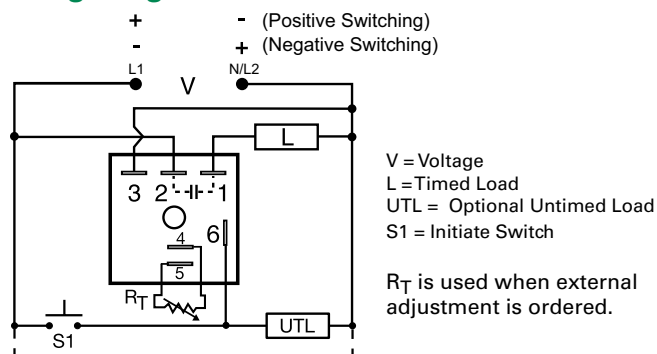 + - (Positive Switching)
- + (Negative Switching)
L1 N/L2
V
L
3 2 1
6
4
5
RT
S1
UTL
V = Voltage
L = Timed Load
UTL = Optional Untimed Load
S1 = Initiate Switch
RT is used when external
adjustment is ordered.